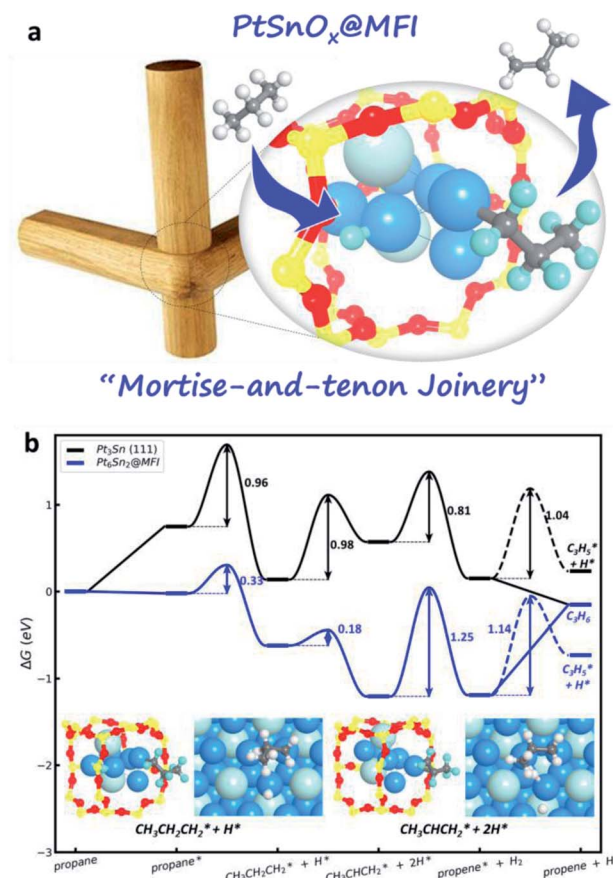 a
PtSnOₓ@MFI
“Mortise-and-tenon Joinery”
b
Pt₃Sn (111)
Pt₆Sn₂@MFI
ΔG (eV)
1
0
−1
−2
−3
0.96
0.98
0.81
1.04
C₃H₅*
+ H*
0.33
0.18
1.25
1.14
C₃H₆
C₃H₅*
+ H*
CH₃CH₂CH₂* + H*
CH₃CHCH₂* + 2H*
propane
propane*
CH₃CH₂CH₂* + H*
CH₃CHCH₂* + 2H*
propene* + H₂
propene + H